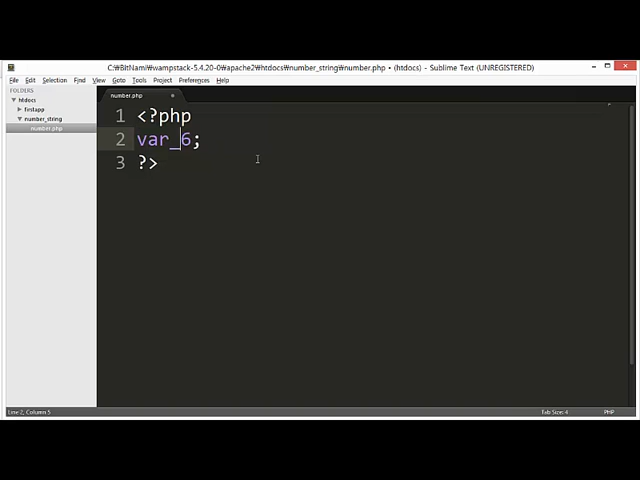 C:₩BitNami₩wampstack-5.4.20-0₩apache2₩htdocs₩number_string₩number.php • (htdocs) - Sublime Text (UNREGISTERED)
File Edit Selection Find View Goto Tools Project Preferences Help
FOLDERS
htdocs
firstapp
number_string
number.php
number.php
1 <?php
2 var_6;
3 ?>
Line 2, Column 5
Tab Size: 4
PHP